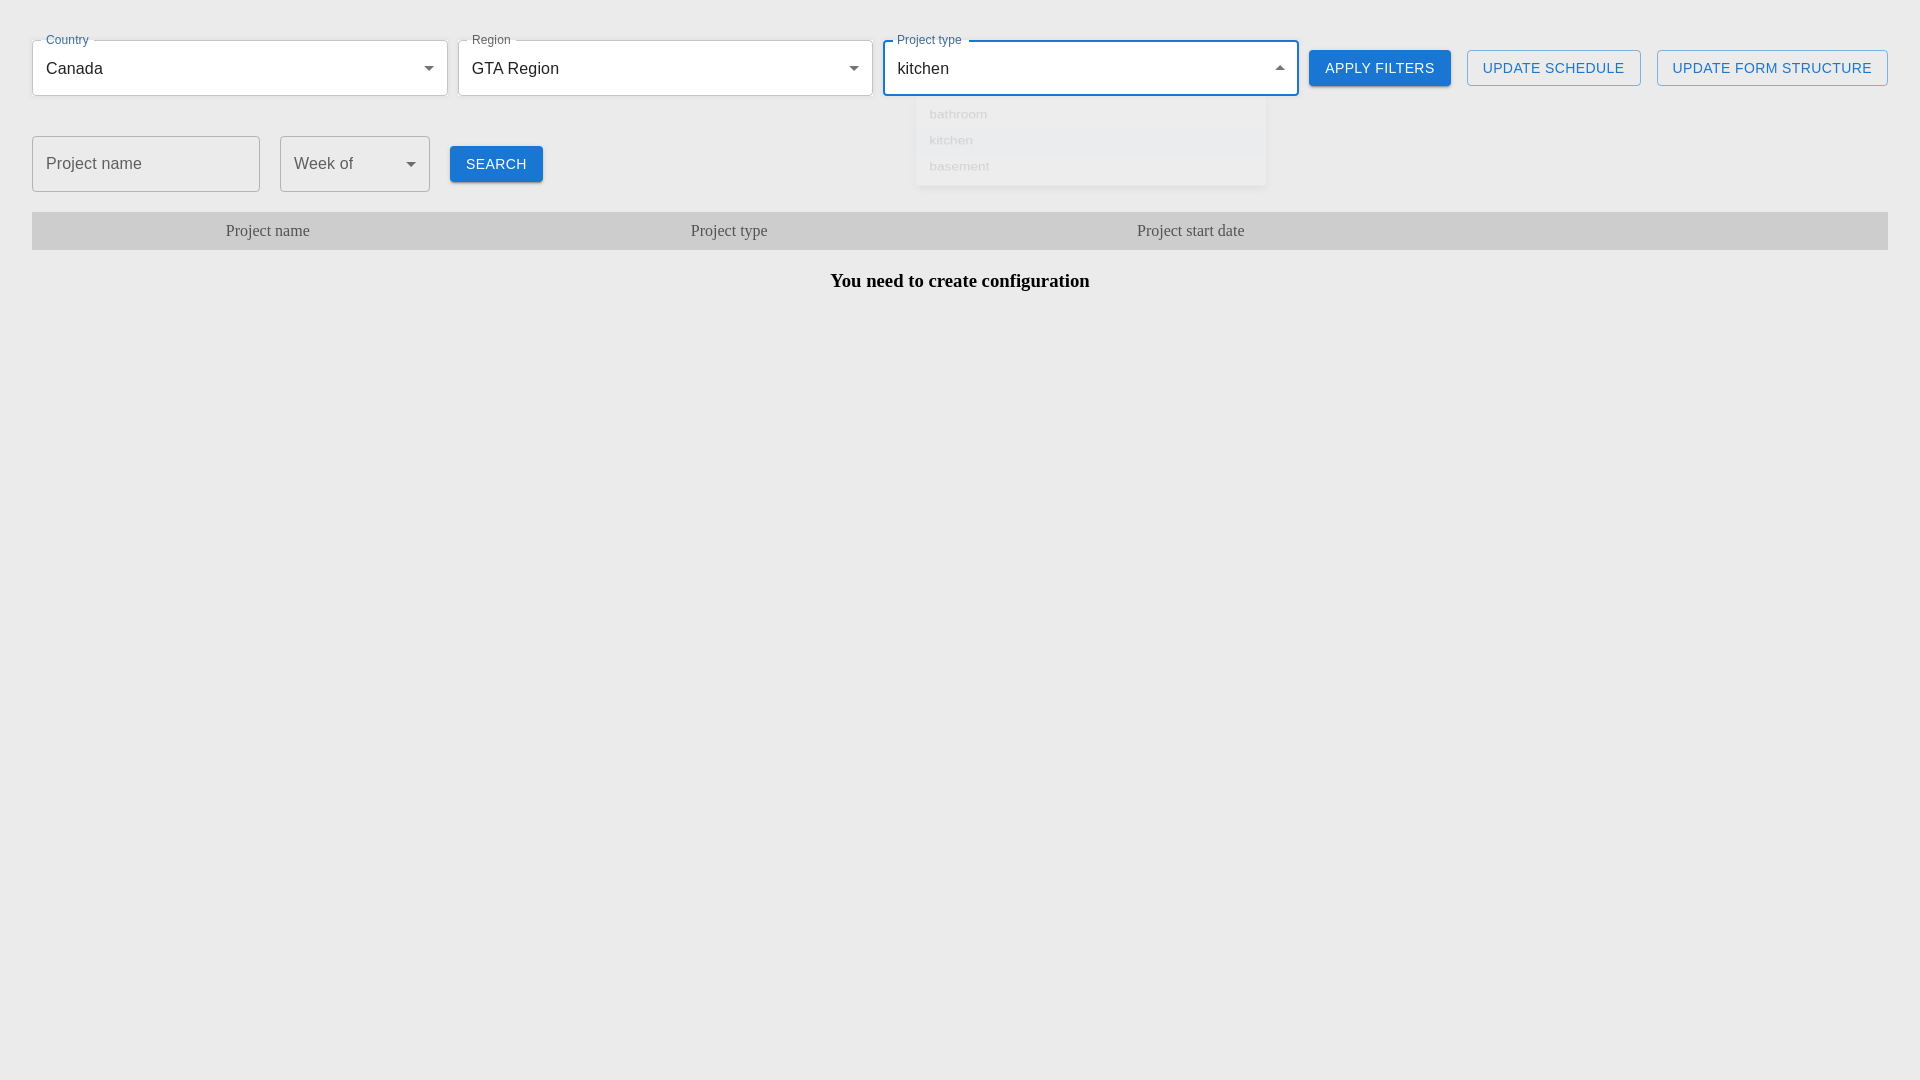 Country
Canada
Region
GTA Region
Project type
kitchen
APPLY FILTERS
UPDATE SCHEDULE
UPDATE FORM STRUCTURE
bathroom
kitchen
basement
Project name
Week of
SEARCH
Project name
Project type
Project start date
You need to create configuration